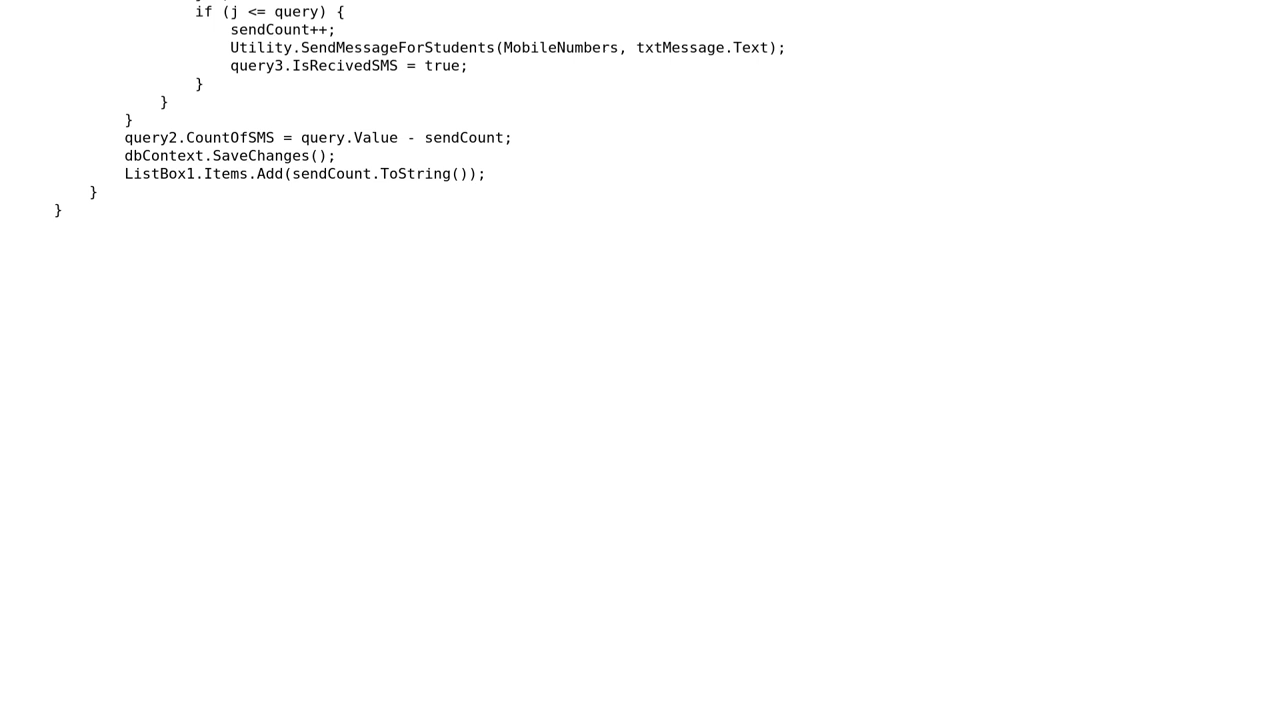 if (j <= query) {
sendCount++;
Utility.SendMessageForStudents(MobileNumbers, txtMessage.Text);
query3.IsRecivedSMS = true;
}
}
}
query2.CountOfSMS = query.Value - sendCount;
dbContext.SaveChanges();
ListBox1.Items.Add(sendCount.ToString());
}
}